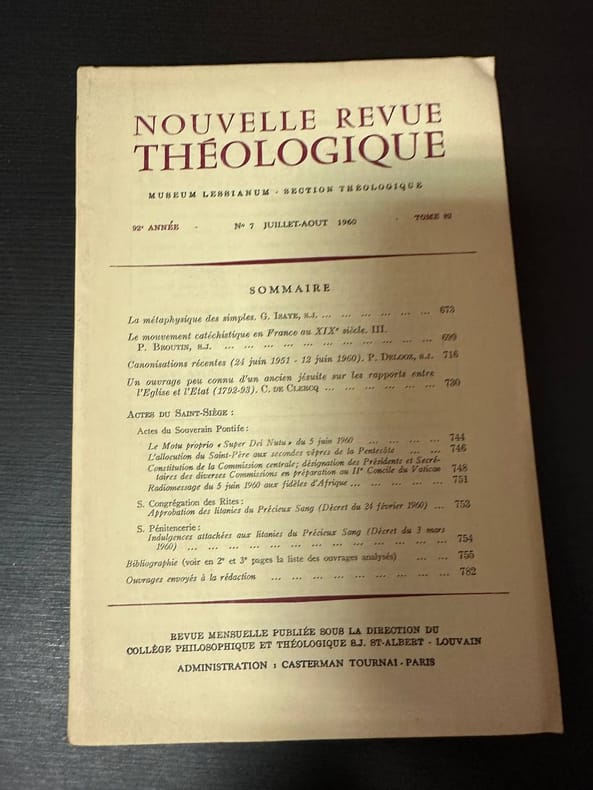 NOUVELLE REVUE
THÉOLOGIQUE
MUSEUM LESSIANUM - SECTION THÉOLOGIQUE
92e ANNÉE - No 7 JUILLET-AOUT 1960 - TOME 82
SOMMAIRE
La métaphysique des simples. G. ISAYE, S.J. ... ... ... ... ... 673
Le mouvement catéchistique en France au XIXe siècle. III.
P. BROUTIN, S.J. ... ... ... ... ... ... ... ... ... 699
Canonisations récentes (24 juin 1951 - 12 juin 1960). P. DELOOZ, S.J. 716
Un ouvrage peu connu d'un ancien jésuite sur les rapports entre
l'Eglise et l'Etat (1792-93). C. DE CLERCQ ... ... ... ... ... 730
ACTES DU SAINT-SIÈGE :
Actes du Souverain Pontife :
Le Motu proprio « Super Dei Nutu » du 5 juin 1960 ... ... ... 744
L'allocution du Saint-Père aux secondes vêpres de la Pentecôte ... ... 746
Constitution de la Commission centrale; désignation des Présidents et Secré-
taires des diverses Commissions en préparation au IIe Concile du Vatican 748
Radiomessage du 5 juin 1960 aux fidèles d'Afrique ... ... ... ... ... 751
S. Congrégation des Rites :
Approbation des litanies du Précieux Sang (Décret du 24 février 1960) ... 753
S. Pénitencerie :
Indulgences attachées aux litanies du Précieux Sang (Décret du 3 mars
1960) ... ... ... ... ... ... ... ... ... ... ... 754
Bibliographie (voir en 2e et 3e pages la liste des ouvrages analysés) ... ... 755
Ouvrages envoyés à la rédaction ... ... ... ... ... ... ... ... 782
REVUE MENSUELLE PUBLIÉE SOUS LA DIRECTION DU
COLLÈGE PHILOSOPHIQUE ET THÉOLOGIQUE S.J. ST-ALBERT - LOUVAIN
ADMINISTRATION : CASTERMAN TOURNAI - PARIS